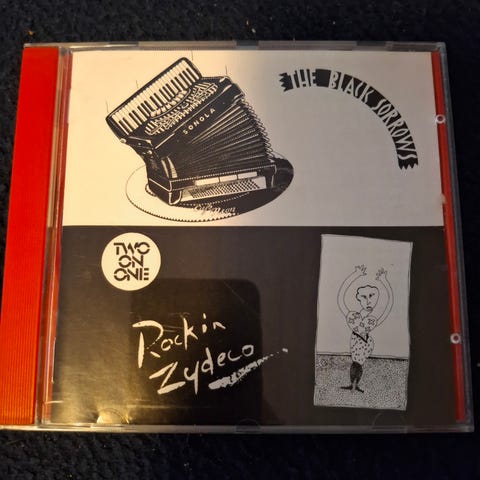 THE BLACK SORROWS
SONOLA
TWO
ON
ONE
Rockin
Zydeco